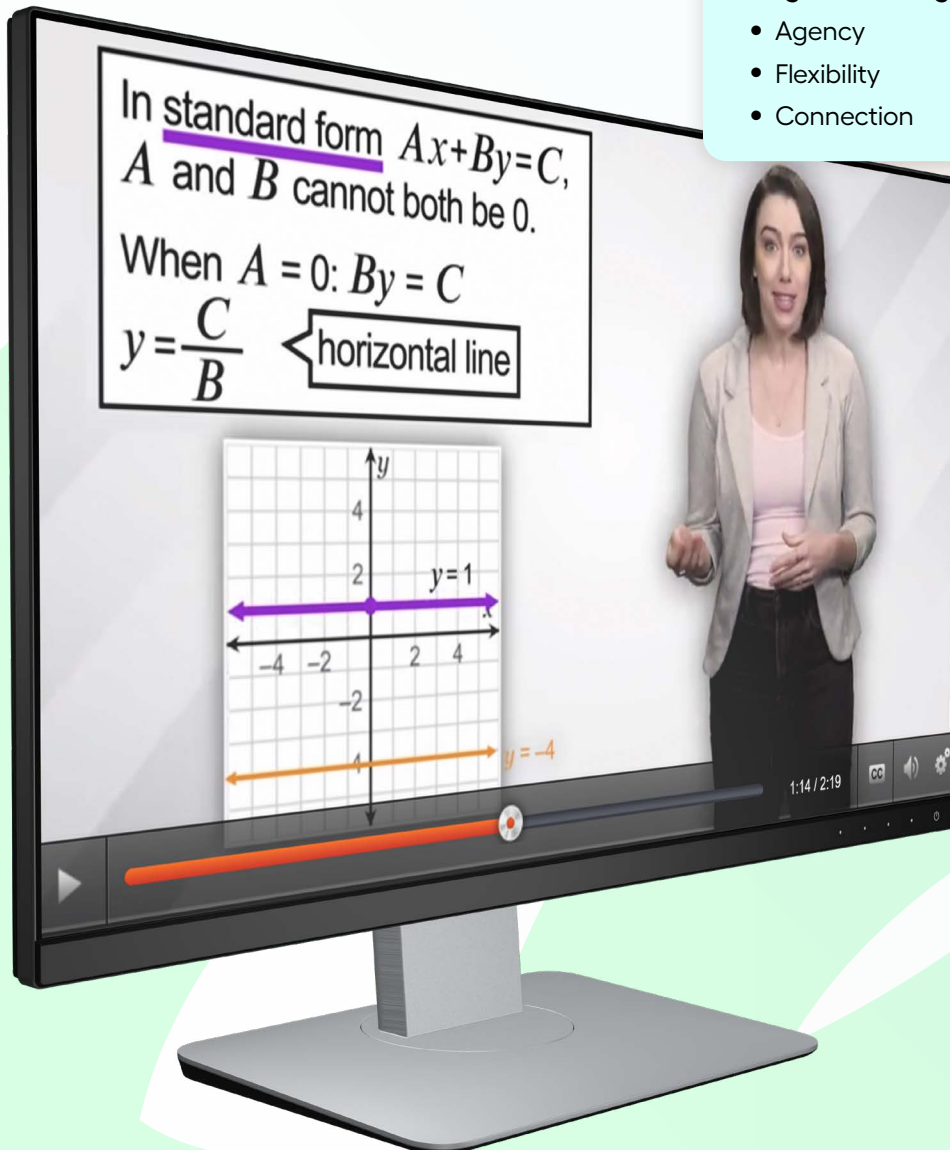 • Agency
• Flexibility
• Connection
In standard form Ax+By=C,
A and B cannot both be 0.
When A = 0: By = C
y = C/B
horizontal line
y
4
2
y = 1
x
−4 −2 2 4
−2
y = −4
1:14 / 2:19
CC